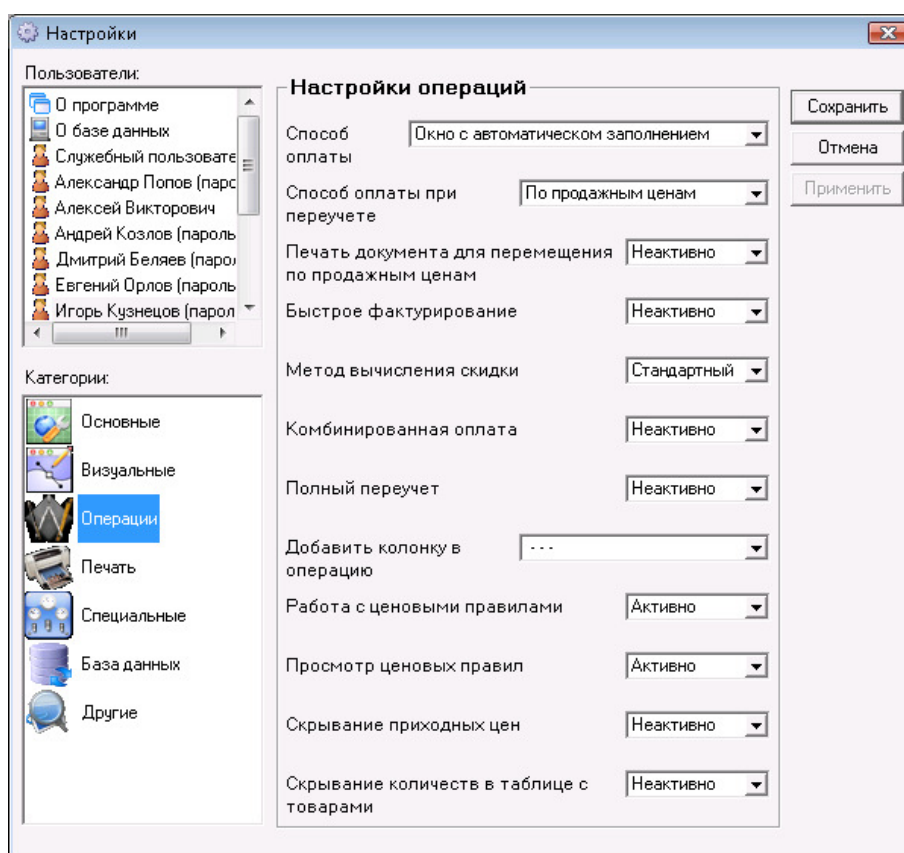 Настройки
Пользователи:
О программе
О базе данных
Служебный пользовате
Александр Попов (парс
Алексей Викторович
Андрей Козлов (пароль
Дмитрий Беляев (парол
Евгений Орлов (пароль
Игорь Кузнецов (парол
Категории:
Основные
Визуальные
Операции
Печать
Специальные
База данных
Другие
Настройки операций
Способ оплаты
Окно с автоматическом заполнением
Способ оплаты при
переучете
По продажным ценам
Печать документа для перемещения
по продажным ценам
Неактивно
Быстрое фактурирование
Неактивно
Метод вычисления скидки
Стандартный
Комбинированная оплата
Неактивно
Полный переучет
Неактивно
Добавить колонку в
операцию
---
Работа с ценовыми правилами
Активно
Просмотр ценовых правил
Активно
Скрывание приходных цен
Неактивно
Скрывание количеств в таблице с
товарами
Неактивно
Сохранить
Отмена
Применить